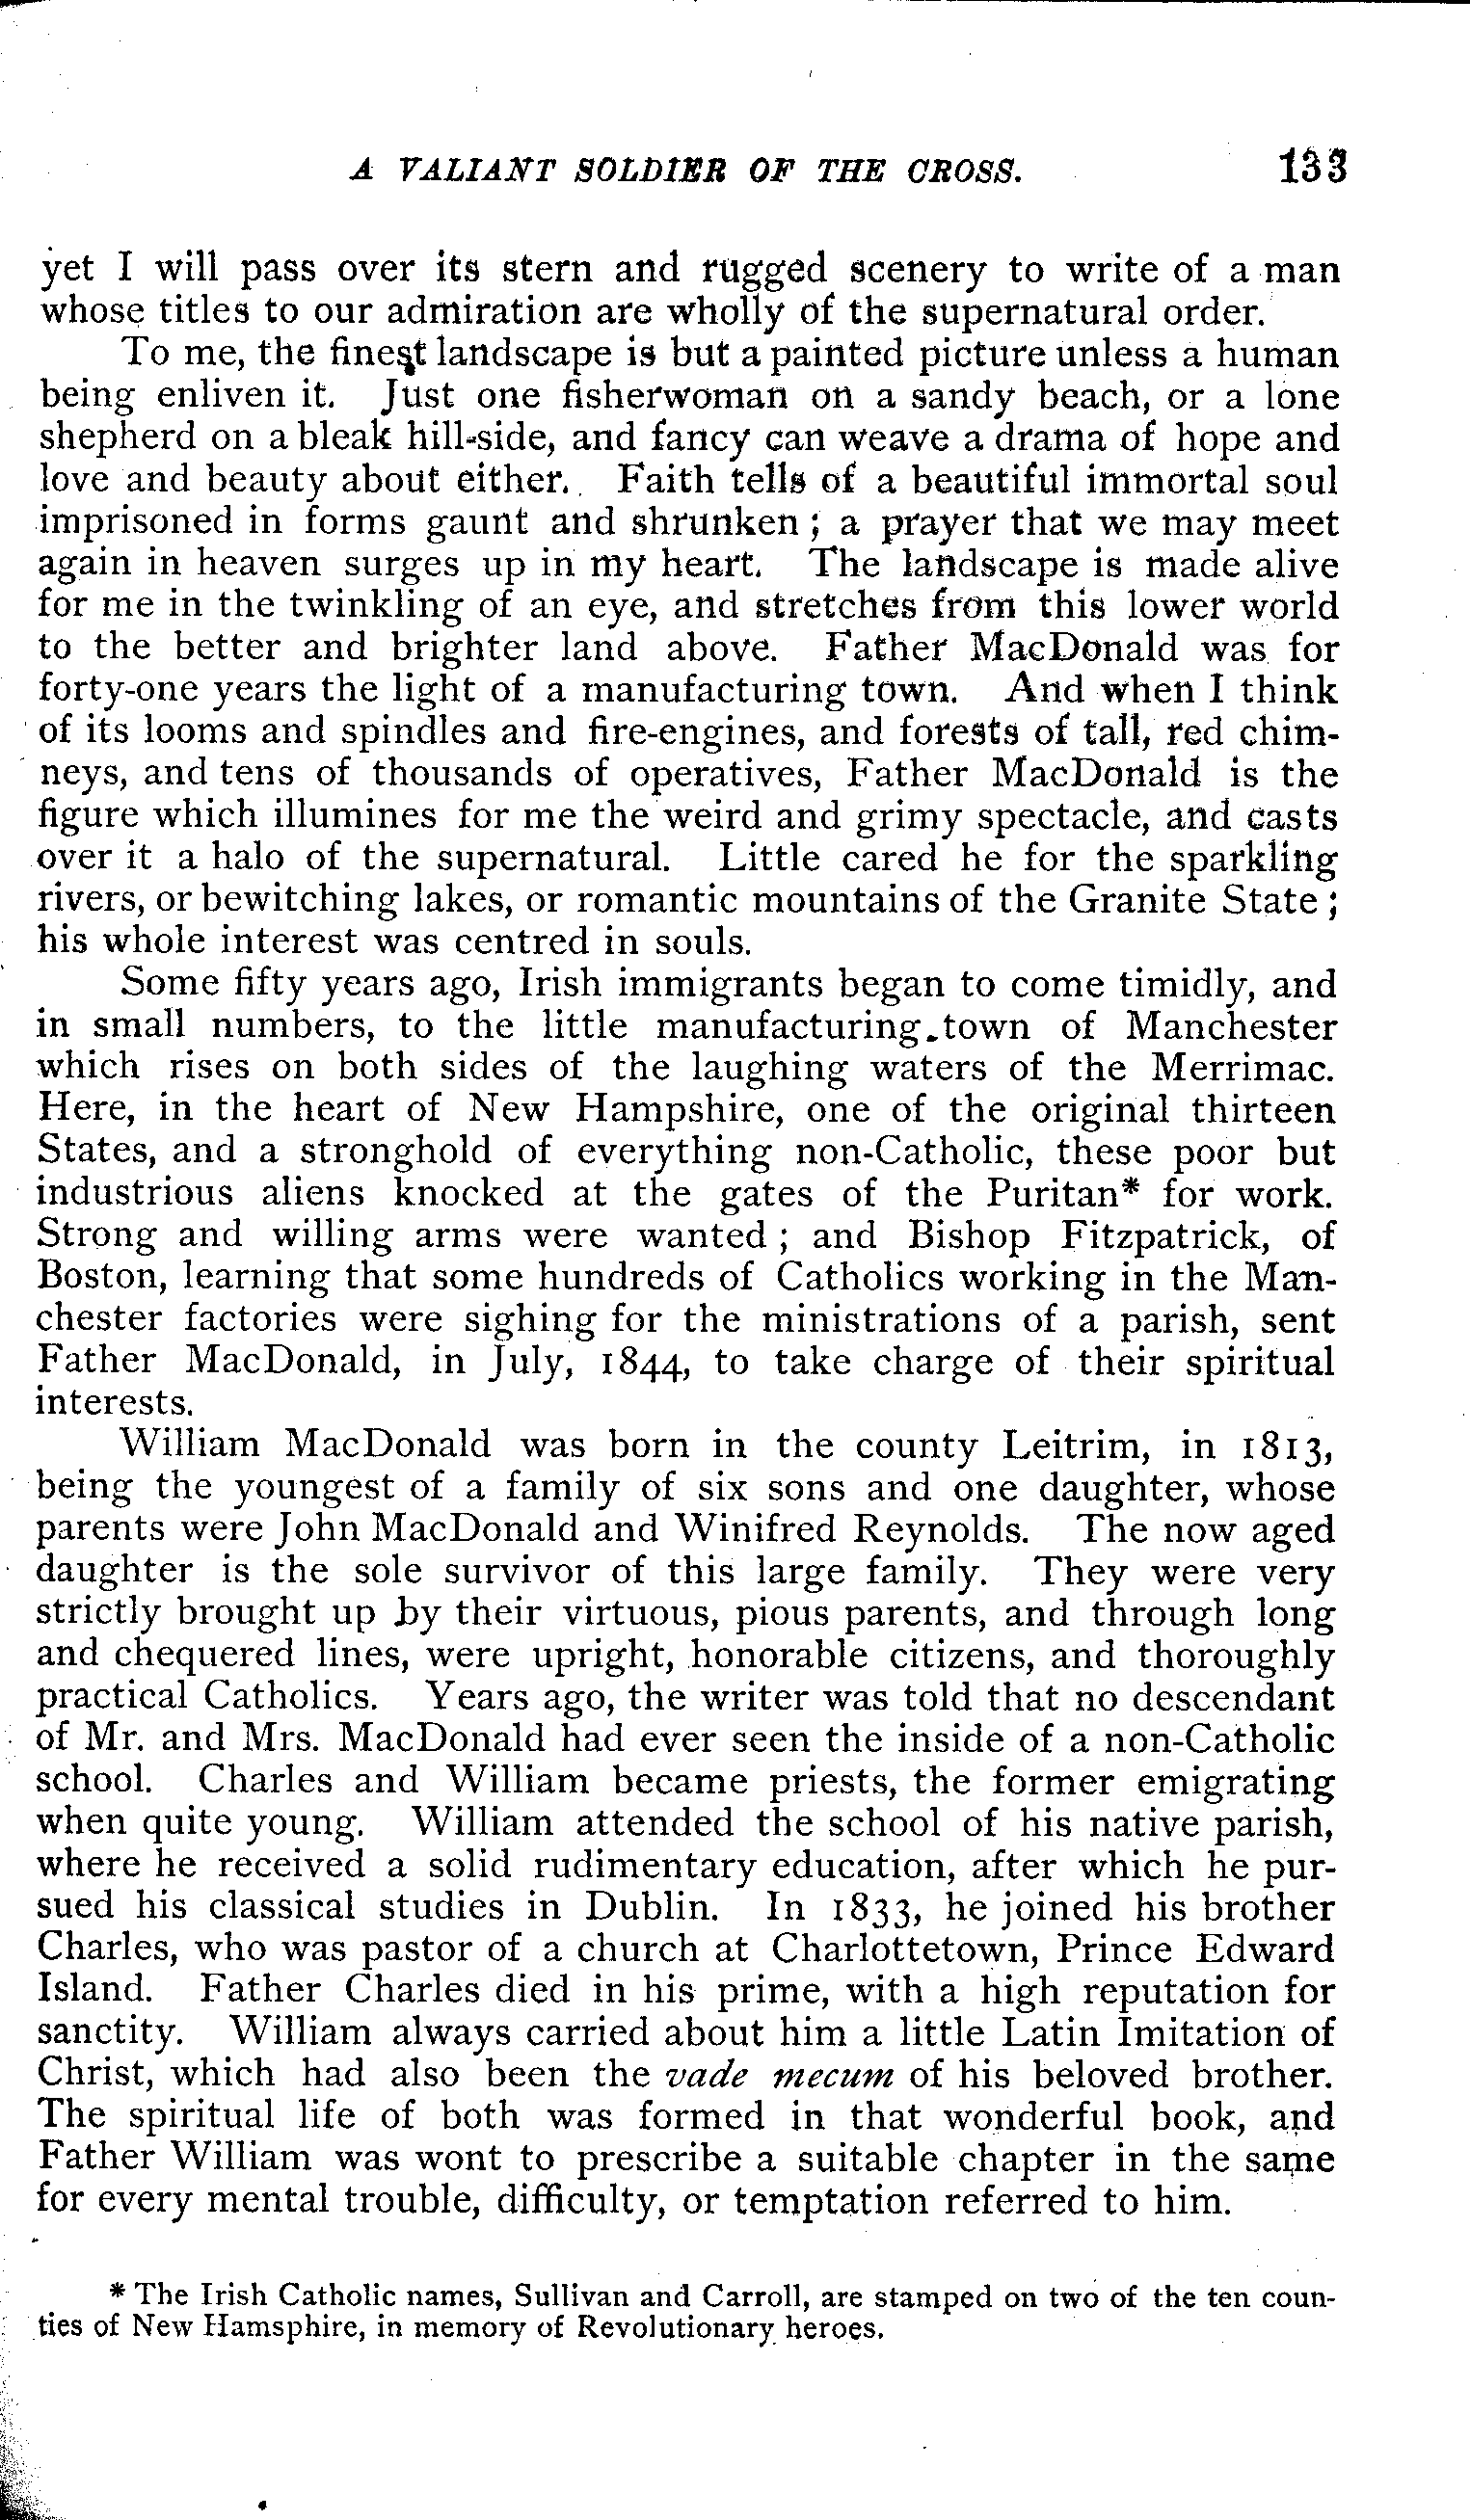 A VALIANT SOLDIER OF THE CROSS. 133
yet I will pass over its stern and rugged scenery to write of a man
whose titles to our admiration are wholly of the supernatural order.
To me, the finest landscape is but a painted picture unless a human
being enliven it. Just one fisherwoman on a sandy beach, or a lone
shepherd on a bleak hill-side, and fancy can weave a drama of hope and
love and beauty about either. Faith tells of a beautiful immortal soul
imprisoned in forms gaunt and shrunken ; a prayer that we may meet
again in heaven surges up in my heart. The landscape is made alive
for me in the twinkling of an eye, and stretches from this lower world
to the better and brighter land above. Father MacDonald was for
forty-one years the light of a manufacturing town. And when I think
of its looms and spindles and fire-engines, and forests of tall, red chim-
neys, and tens of thousands of operatives, Father MacDonald is the
figure which illumines for me the weird and grimy spectacle, and casts
over it a halo of the supernatural. Little cared he for the sparkling
rivers, or bewitching lakes, or romantic mountains of the Granite State ;
his whole interest was centred in souls.
Some fifty years ago, Irish immigrants began to come timidly, and
in small numbers, to the little manufacturing town of Manchester
which rises on both sides of the laughing waters of the Merrimac.
Here, in the heart of New Hampshire, one of the original thirteen
States, and a stronghold of everything non-Catholic, these poor but
industrious aliens knocked at the gates of the Puritan* for work.
Strong and willing arms were wanted ; and Bishop Fitzpatrick, of
Boston, learning that some hundreds of Catholics working in the Man-
chester factories were sighing for the ministrations of a parish, sent
Father MacDonald, in July, 1844, to take charge of their spiritual
interests.
William MacDonald was born in the county Leitrim, in 1813,
being the youngest of a family of six sons and one daughter, whose
parents were John MacDonald and Winifred Reynolds. The now aged
daughter is the sole survivor of this large family. They were very
strictly brought up by their virtuous, pious parents, and through long
and chequered lines, were upright, honorable citizens, and thoroughly
practical Catholics. Years ago, the writer was told that no descendant
of Mr. and Mrs. MacDonald had ever seen the inside of a non-Catholic
school. Charles and William became priests, the former emigrating
when quite young. William attended the school of his native parish,
where he received a solid rudimentary education, after which he pur-
sued his classical studies in Dublin. In 1833, he joined his brother
Charles, who was pastor of a church at Charlottetown, Prince Edward
Island. Father Charles died in his prime, with a high reputation for
sanctity. William always carried about him a little Latin Imitation of
Christ, which had also been the vade mecum of his beloved brother.
The spiritual life of both was formed in that wonderful book, and
Father William was wont to prescribe a suitable chapter in the same
for every mental trouble, difficulty, or temptation referred to him.
* The Irish Catholic names, Sullivan and Carroll, are stamped on two of the ten coun-
ties of New Hamsphire, in memory of Revolutionary heroes.